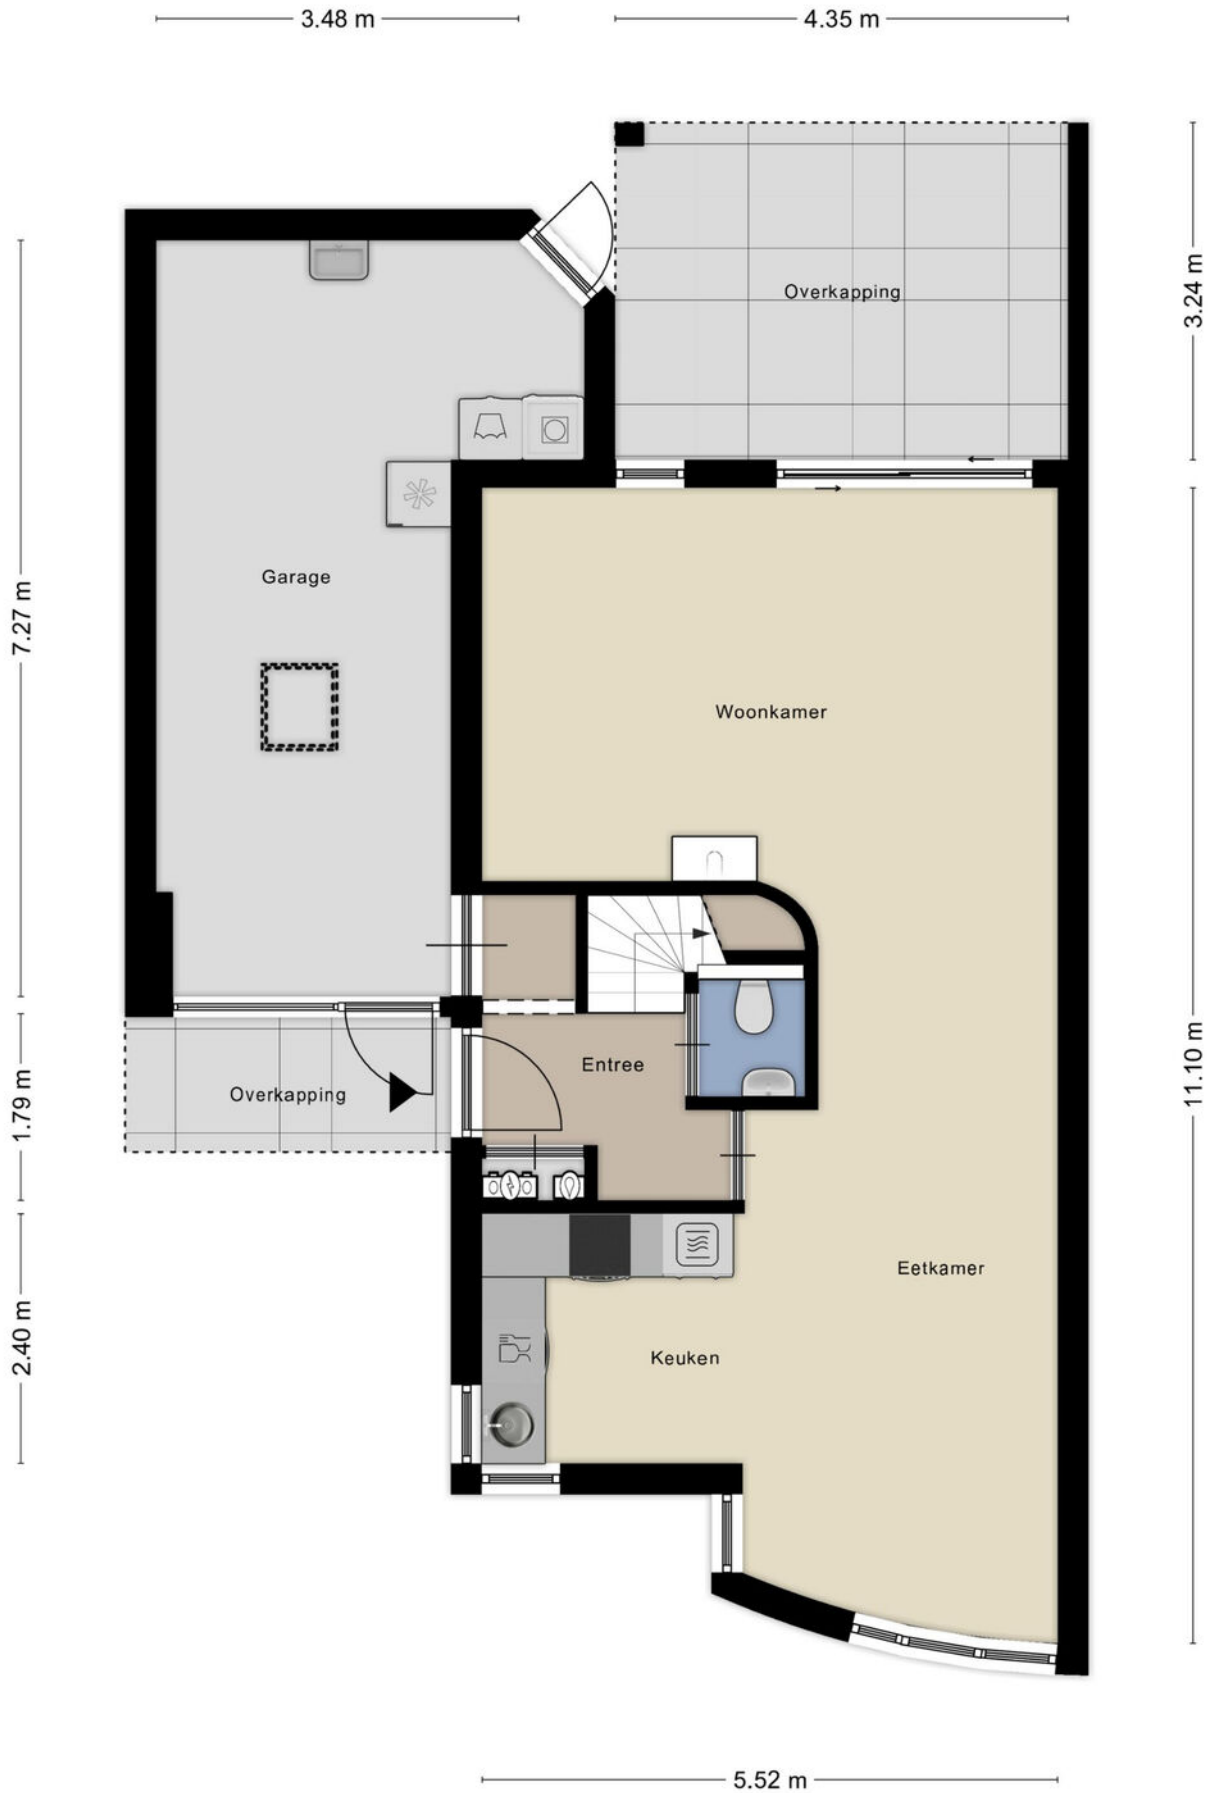 3.48 m
4.35 m
Overkapping
3.24 m
Garage
7.27 m
Woonkamer
Entree
Overkapping
1.79 m
11.10 m
Eetkamer
2.40 m
Keuken
5.52 m